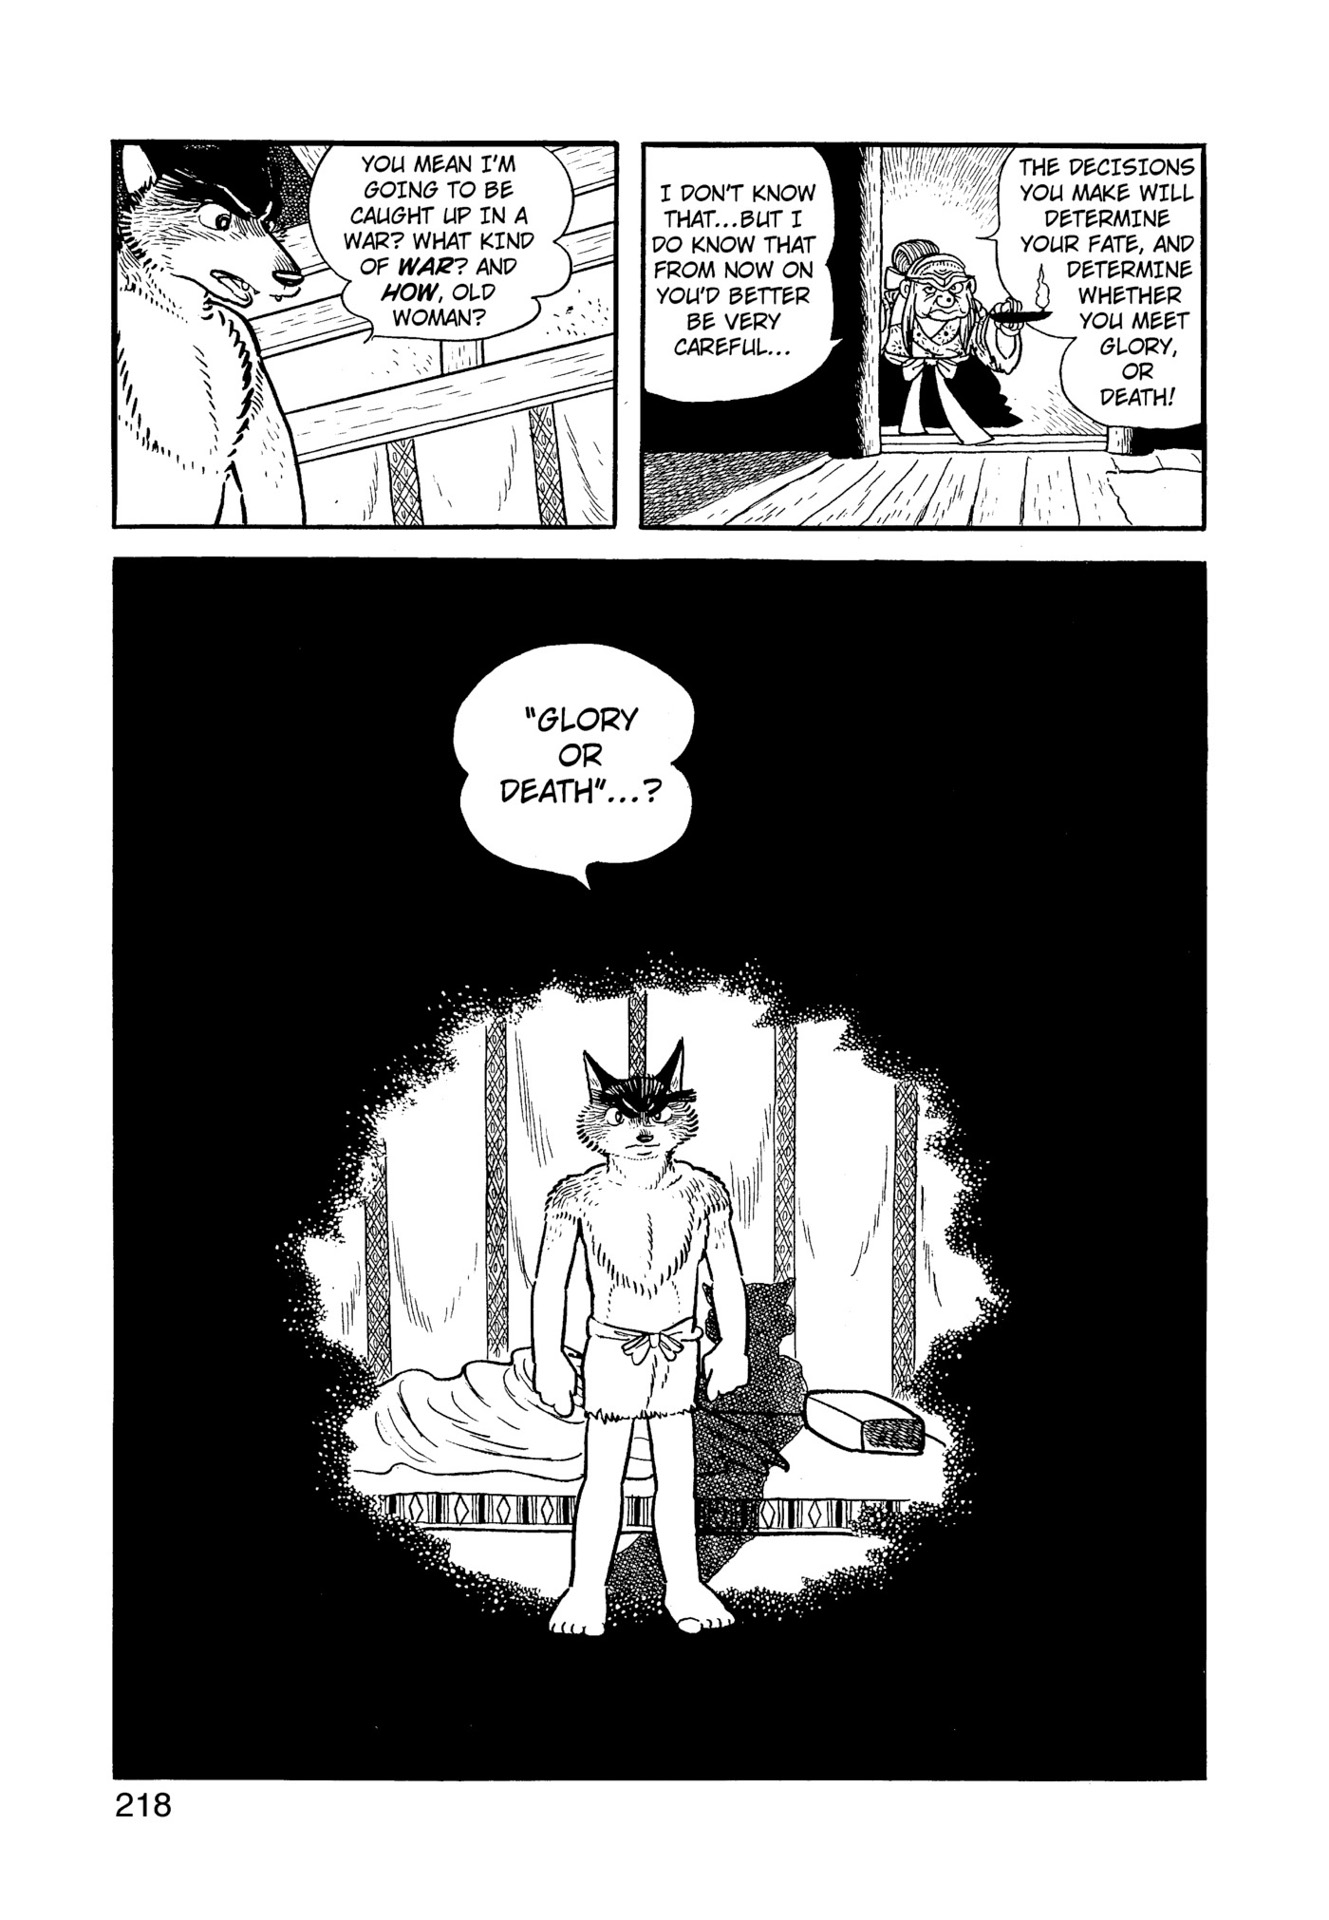 YOU MEAN I'M
GOING TO BE
CAUGHT UP IN A
WAR? WHAT KIND
OF WAR? AND
HOW, OLD
WOMAN?
I DON'T KNOW
THAT...BUT I
DO KNOW THAT
FROM NOW ON
YOU'D BETTER
BE VERY
CAREFUL...
THE DECISIONS
YOU MAKE WILL
DETERMINE
YOUR FATE, AND
DETERMINE
WHETHER
YOU MEET
GLORY,
OR
DEATH!
"GLORY
OR
DEATH"...?
218